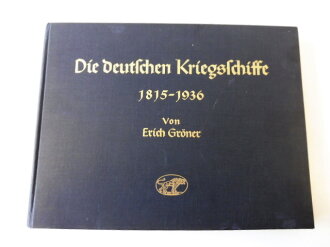 Die deutschen Kriegsschiffe
1815-1936
Von
Erich Gröner